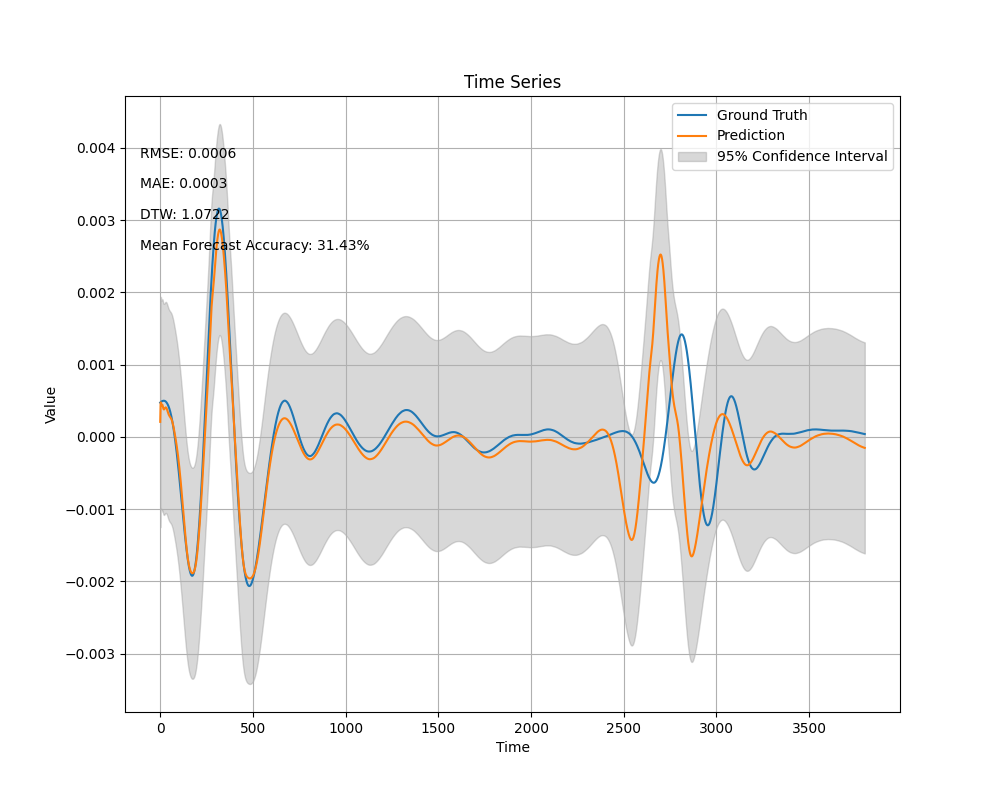 Time Series
Ground Truth
Prediction
95% Confidence Interval
RMSE: 0.0006
MAE: 0.0003
DTW: 1.0722
Mean Forecast Accuracy: 31.43%
Value
0.004
0.003
0.002
0.001
0.000
−0.001
−0.002
−0.003
0 500 1000 1500 2000 2500 3000 3500
Time